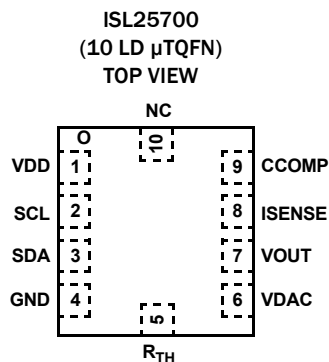 ISL25700
(10 LD µTQFN)
TOP VIEW
NC
O
10
VDD 1 9 CCOMP
SCL 2 8 ISENSE
SDA 3 7 VOUT
GND 4 6 VDAC
5
RTH